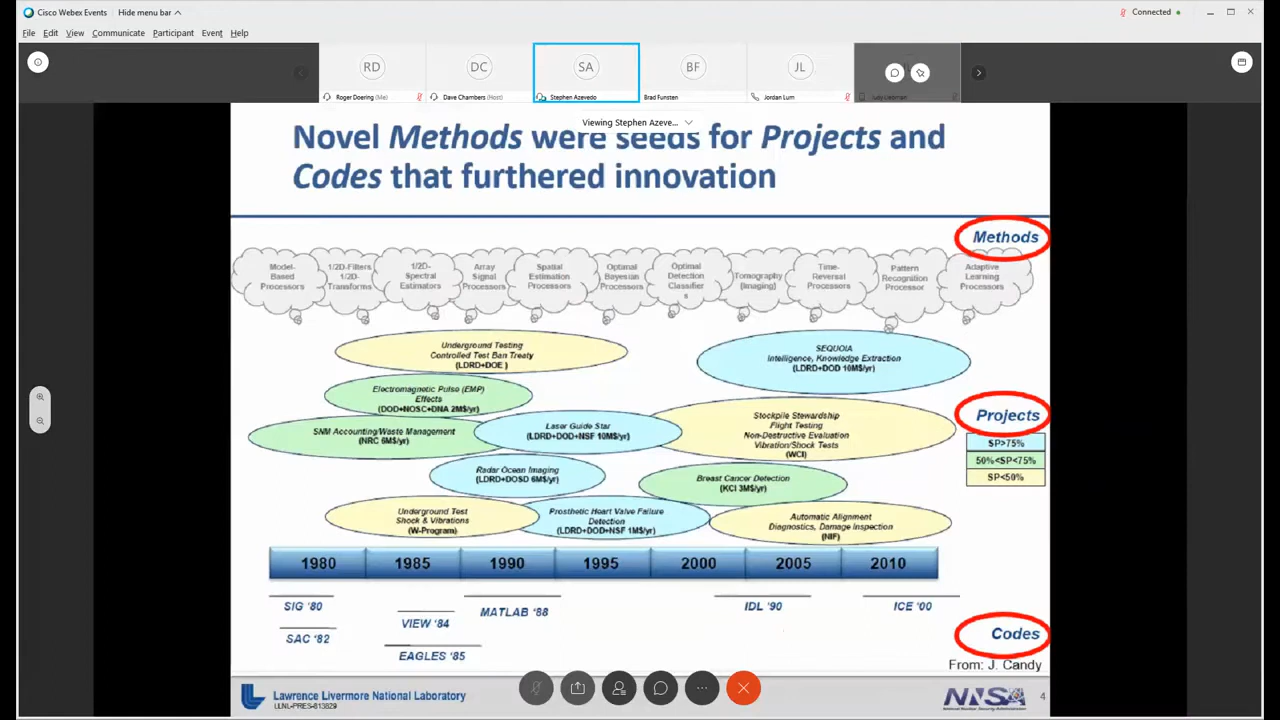 Cisco Webex Events
Hide menu bar
Connected
File Edit View Communicate Participant Event Help
RD
DC
SA
BF
JL
Roger Doering (Me)
Dave Chambers (Host)
Stephen Azevedo
Brad Funsten
Jordan Lum
Judy Liebman
Viewing Stephen Azeve...
Novel Methods were seeds for Projects and
Codes that furthered innovation
Methods
Model-
Based
Processors
1/2D-Filters
1/2D-
Transforms
1/2D-
Spectral
Estimators
Array
Signal
Processors
Spatial
Estimation
Processors
Optimal
Bayesian
Processors
Optimal
Detection
Classifier
s
Tomography
(Imaging)
Time-
Reversal
Processors
Pattern
Recognition
Processor
Adaptive
Learning
Processors
Underground Testing
Controlled Test Ban Treaty
(LDRD+DOE )
SEQUOIA
Intelligence, Knowledge Extraction
(LDRD+DOD 10M$/yr)
Electromagnetic Pulse (EMP)
Effects
(DOD+NOSC+DNA 2M$/yr)
SNM Accounting/Waste Management
(NRC 6M$/yr)
Laser Guide Star
(LDRD+DOD+NSF 10M$/yr)
Stockpile Stewardship
Flight Testing
Non-Destructive Evaluation
Vibration/Shock Tests
(WCI)
Projects
SP>75%
50%<SP<75%
SP<50%
Radar Ocean Imaging
(LDRD+DOSD 6M$/yr)
Breast Cancer Detection
(KCI 3M$/yr)
Underground Test
Shock & Vibrations
(W-Program)
Prosthetic Heart Valve Failure
Detection
(LDRD+DOD+NSF 1M$/yr)
Automatic Alignment
Diagnostics, Damage Inspection
(NIF)
1980 1985 1990 1995 2000 2005 2010
SIG '80
SAC '82
VIEW '84
EAGLES '85
MATLAB '88
IDL '90
ICE '00
Codes
From: J. Candy
Lawrence Livermore National Laboratory
LLNL-PRES-813829
NNSA
National Nuclear Security Administration
4